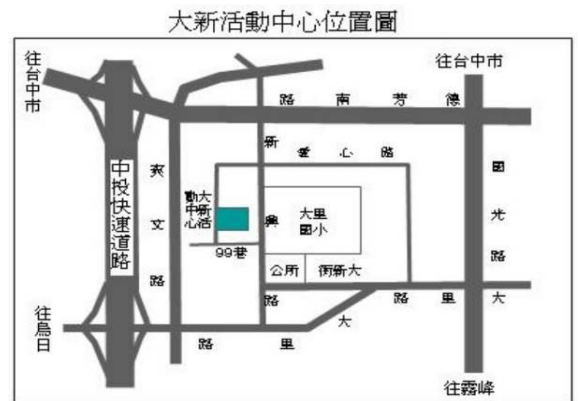 大新活動中心位置圖
往台中市
往台中市
德芳南路
新興路
愛心路
國光路
中投快速道路
爽文路
大新活
動中心
大里
國小
99巷
公所
大新街
大里路
大里路
往烏日
往霧峰